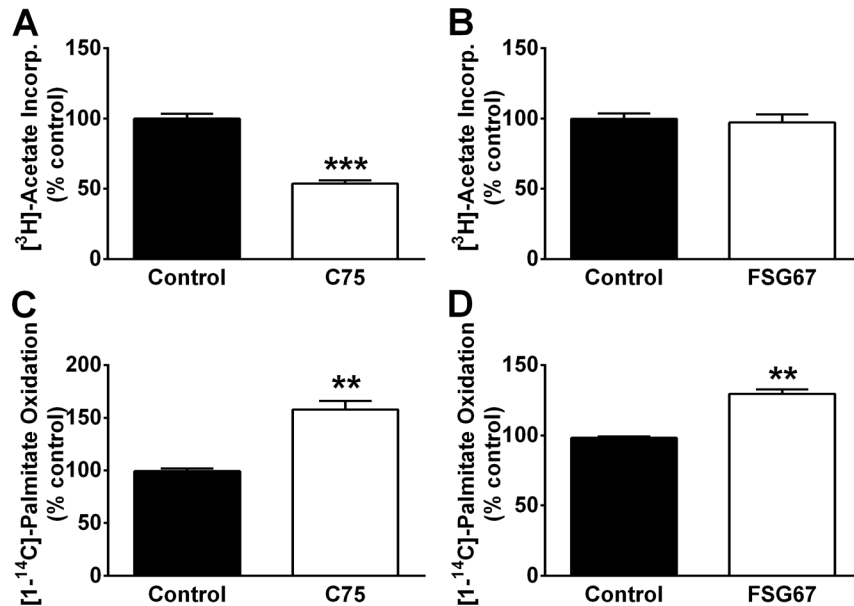 A
[³H]-Acetate Incorp.
(% control)
150
100
50
0
***
Control
C75
B
[³H]-Acetate Incorp.
(% control)
150
100
50
0
Control
FSG67
C
[1-¹⁴C]-Palmitate Oxidation
(% control)
200
150
100
50
0
**
Control
C75
D
[1-¹⁴C]-Palmitate Oxidation
(% control)
150
100
50
0
**
Control
FSG67